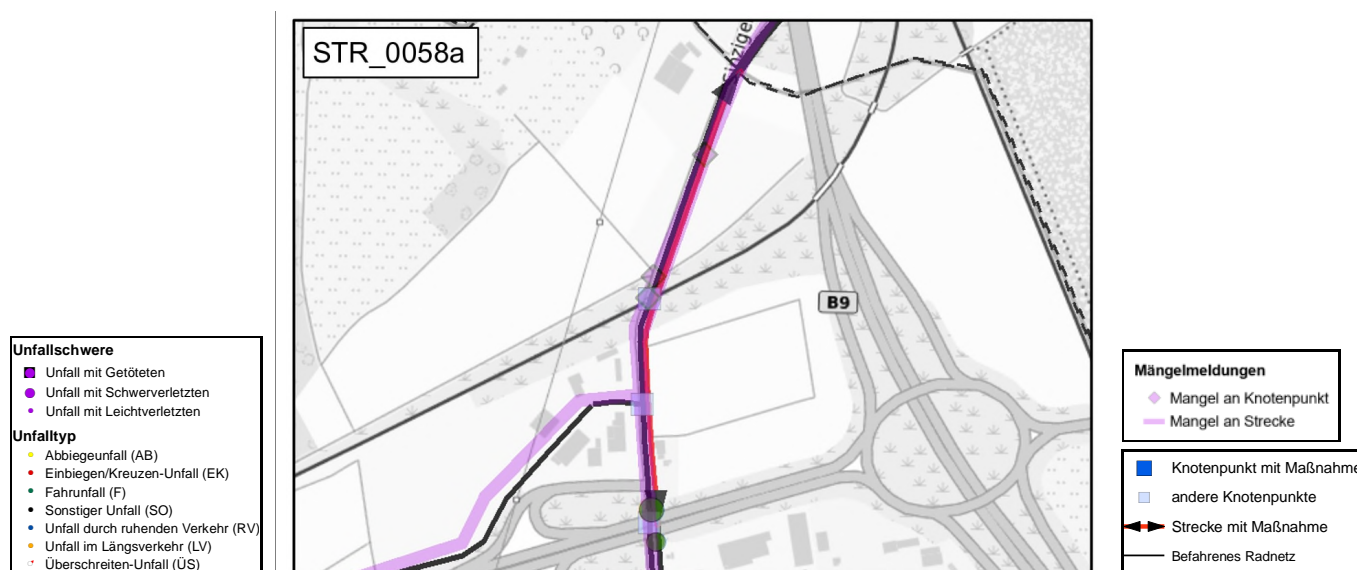 STR_0058a
Sinzige
B9
Unfallschwere
Unfall mit Getöteten
Unfall mit Schwerverletzten
Unfall mit Leichtverletzten
Unfalltyp
Abbiegeunfall (AB)
Einbiegen/Kreuzen-Unfall (EK)
Fahrunfall (F)
Sonstiger Unfall (SO)
Unfall durch ruhenden Verkehr (RV)
Unfall im Längsverkehr (LV)
Überschreiten-Unfall (ÜS)
Mängelmeldungen
Mangel an Knotenpunkt
Mangel an Strecke
Knotenpunkt mit Maßnahme
andere Knotenpunkte
Strecke mit Maßnahme
Befahrenes Radnetz